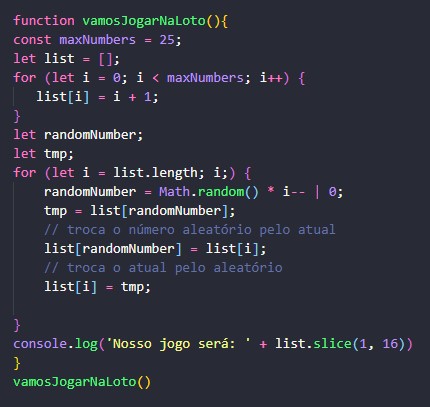 function vamosJogarNaLoto(){
const maxNumbers = 25;
let list = [];
for (let i = 0; i < maxNumbers; i++) {
   list[i] = i + 1;
}
let randomNumber;
let tmp;
for (let i = list.length; i;) {
    randomNumber = Math.random() * i-- | 0;
    tmp = list[randomNumber];
    // troca o número aleatório pelo atual
    list[randomNumber] = list[i];
    // troca o atual pelo aleatório
    list[i] = tmp;
}
console.log('Nosso jogo será: ' + list.slice(1, 16))
}
vamosJogarNaLoto()